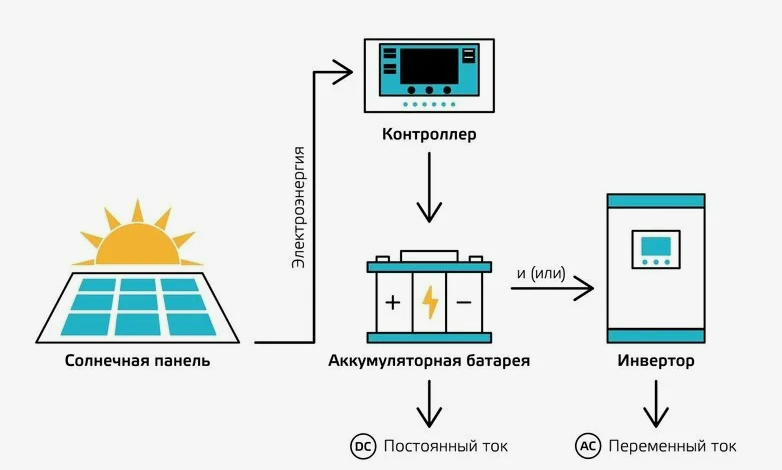 Контроллер
Электроэнергия
и (или)
+
−
Солнечная панель
Аккумуляторная батарея
Инвертор
DC Постоянный ток
AC Переменный ток